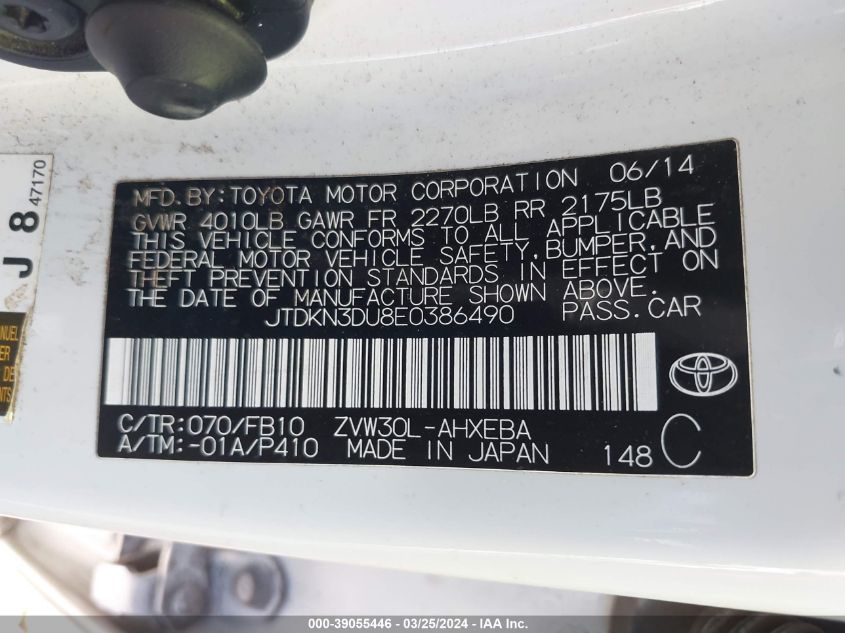 MFD. BY: TOYOTA MOTOR CORPORATION 06/14
GVWR 4010LB GAWR FR 2270LB RR 2175LB
THIS VEHICLE CONFORMS TO ALL APPLICABLE
FEDERAL MOTOR VEHICLE SAFETY, BUMPER, AND
THEFT PREVENTION STANDARDS IN EFFECT ON
THE DATE OF MANUFACTURE SHOWN ABOVE.
JTDKN3DU8E0386490 PASS. CAR
C/TR: 070/FB10 ZVW30L-AHXEBA
A/TM: -01A/P410 MADE IN JAPAN 148 C
J 8
47170
ER
DE
000-39055446 - 03/25/2024 - IAA Inc.